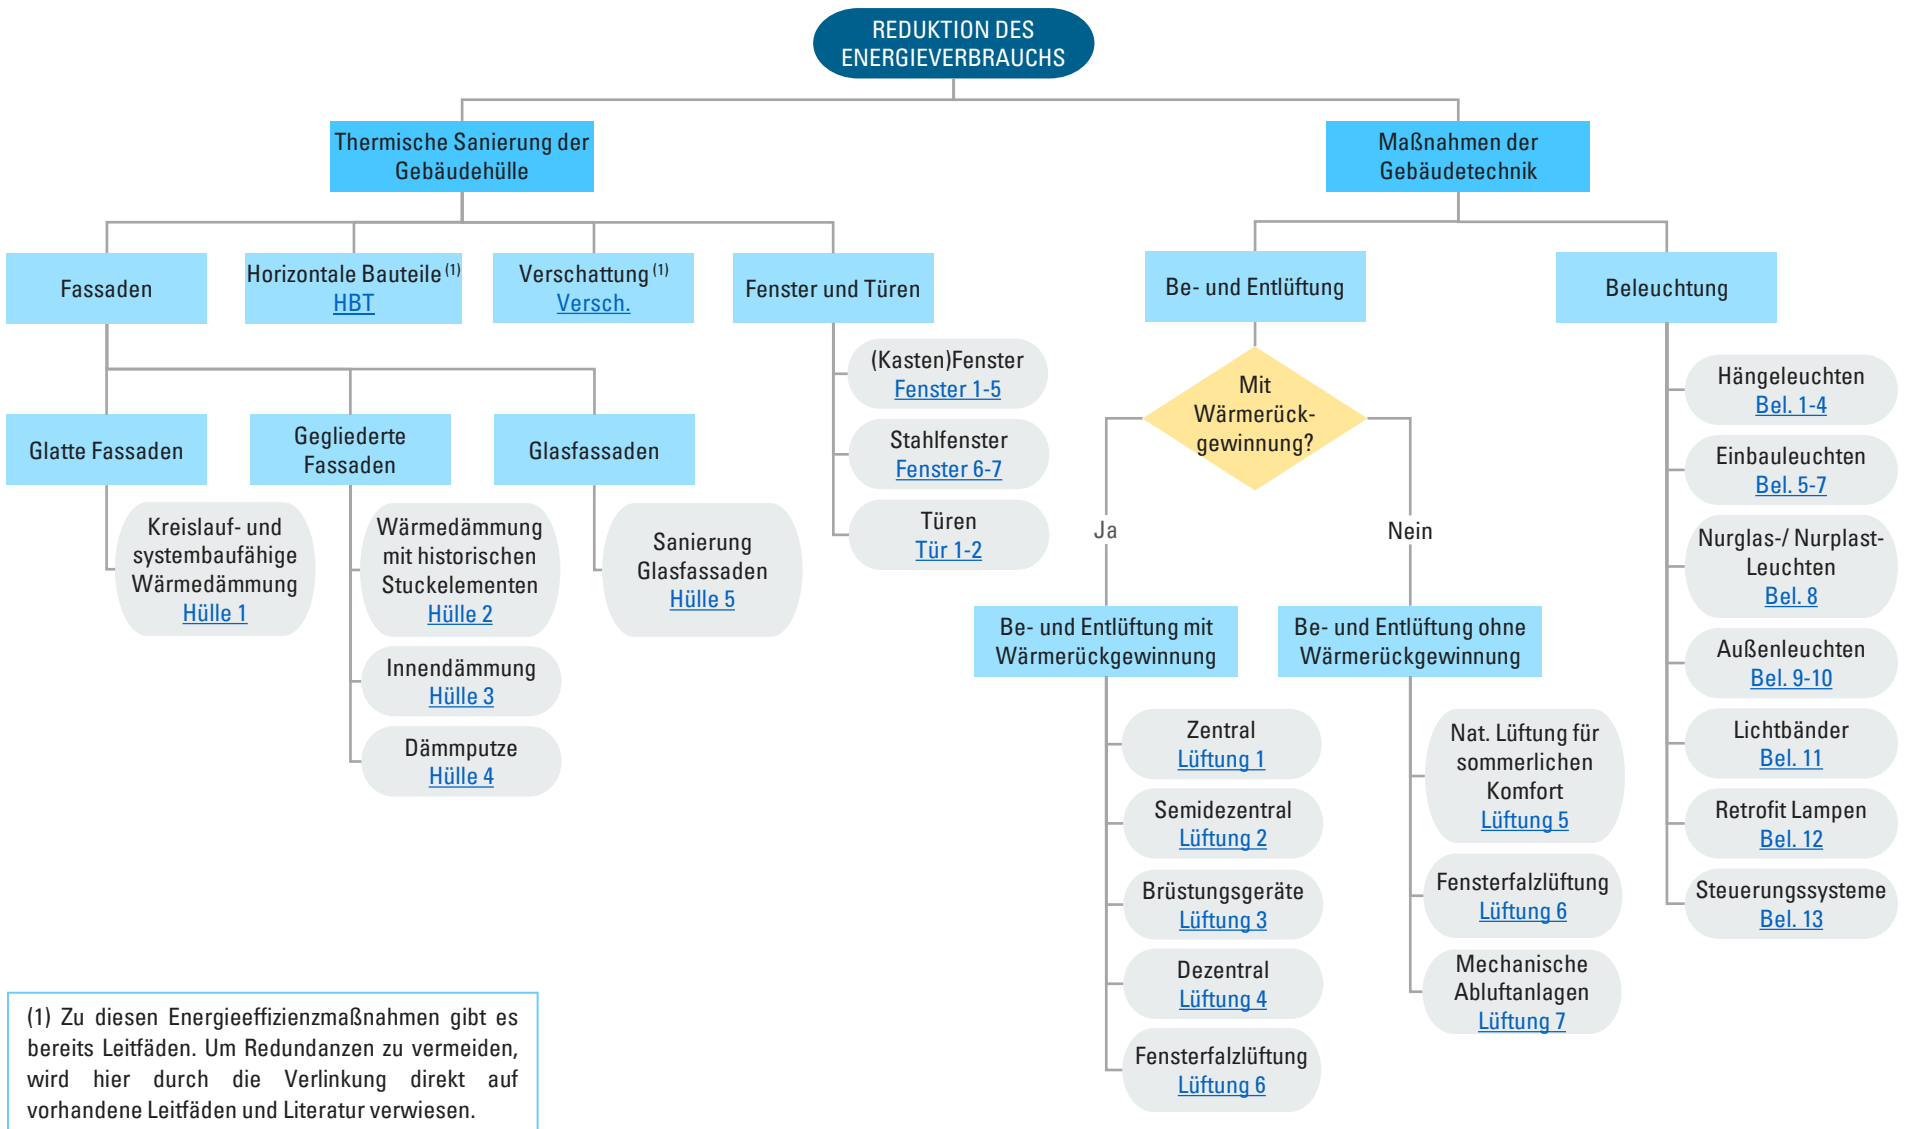 REDUKTION DES
ENERGIEVERBRAUCHS
Thermische Sanierung der
Gebäudehülle
Maßnahmen der
Gebäudetechnik
Fassaden
Horizontale Bauteile (1)
HBT
Verschattung (1)
Versch.
Fenster und Türen
Be- und Entlüftung
Beleuchtung
Glatte Fassaden
Gegliederte
Fassaden
Glasfassaden
Kreislauf- und
systembaufähige
Wärmedämmung
Hülle 1
Wärmedämmung
mit historischen
Stuckelementen
Hülle 2
Innendämmung
Hülle 3
Dämmputze
Hülle 4
Sanierung
Glasfassaden
Hülle 5
(Kasten)Fenster
Fenster 1-5
Stahlfenster
Fenster 6-7
Türen
Tür 1-2
Mit
Wärmerück-
gewinnung?
Ja
Nein
Be- und Entlüftung mit
Wärmerückgewinnung
Be- und Entlüftung ohne
Wärmerückgewinnung
Zentral
Lüftung 1
Semidezentral
Lüftung 2
Brüstungsgeräte
Lüftung 3
Dezentral
Lüftung 4
Fensterfalzlüftung
Lüftung 6
Nat. Lüftung für
sommerlichen
Komfort
Lüftung 5
Fensterfalzlüftung
Lüftung 6
Mechanische
Abluftanlagen
Lüftung 7
Hängeleuchten
Bel. 1-4
Einbauleuchten
Bel. 5-7
Nurglas-/ Nurplast-
Leuchten
Bel. 8
Außenleuchten
Bel. 9-10
Lichtbänder
Bel. 11
Retrofit Lampen
Bel. 12
Steuerungssysteme
Bel. 13
(1) Zu diesen Energieeffizienzmaßnahmen gibt es
bereits Leitfäden. Um Redundanzen zu vermeiden,
wird hier durch die Verlinkung direkt auf
vorhandene Leitfäden und Literatur verwiesen.